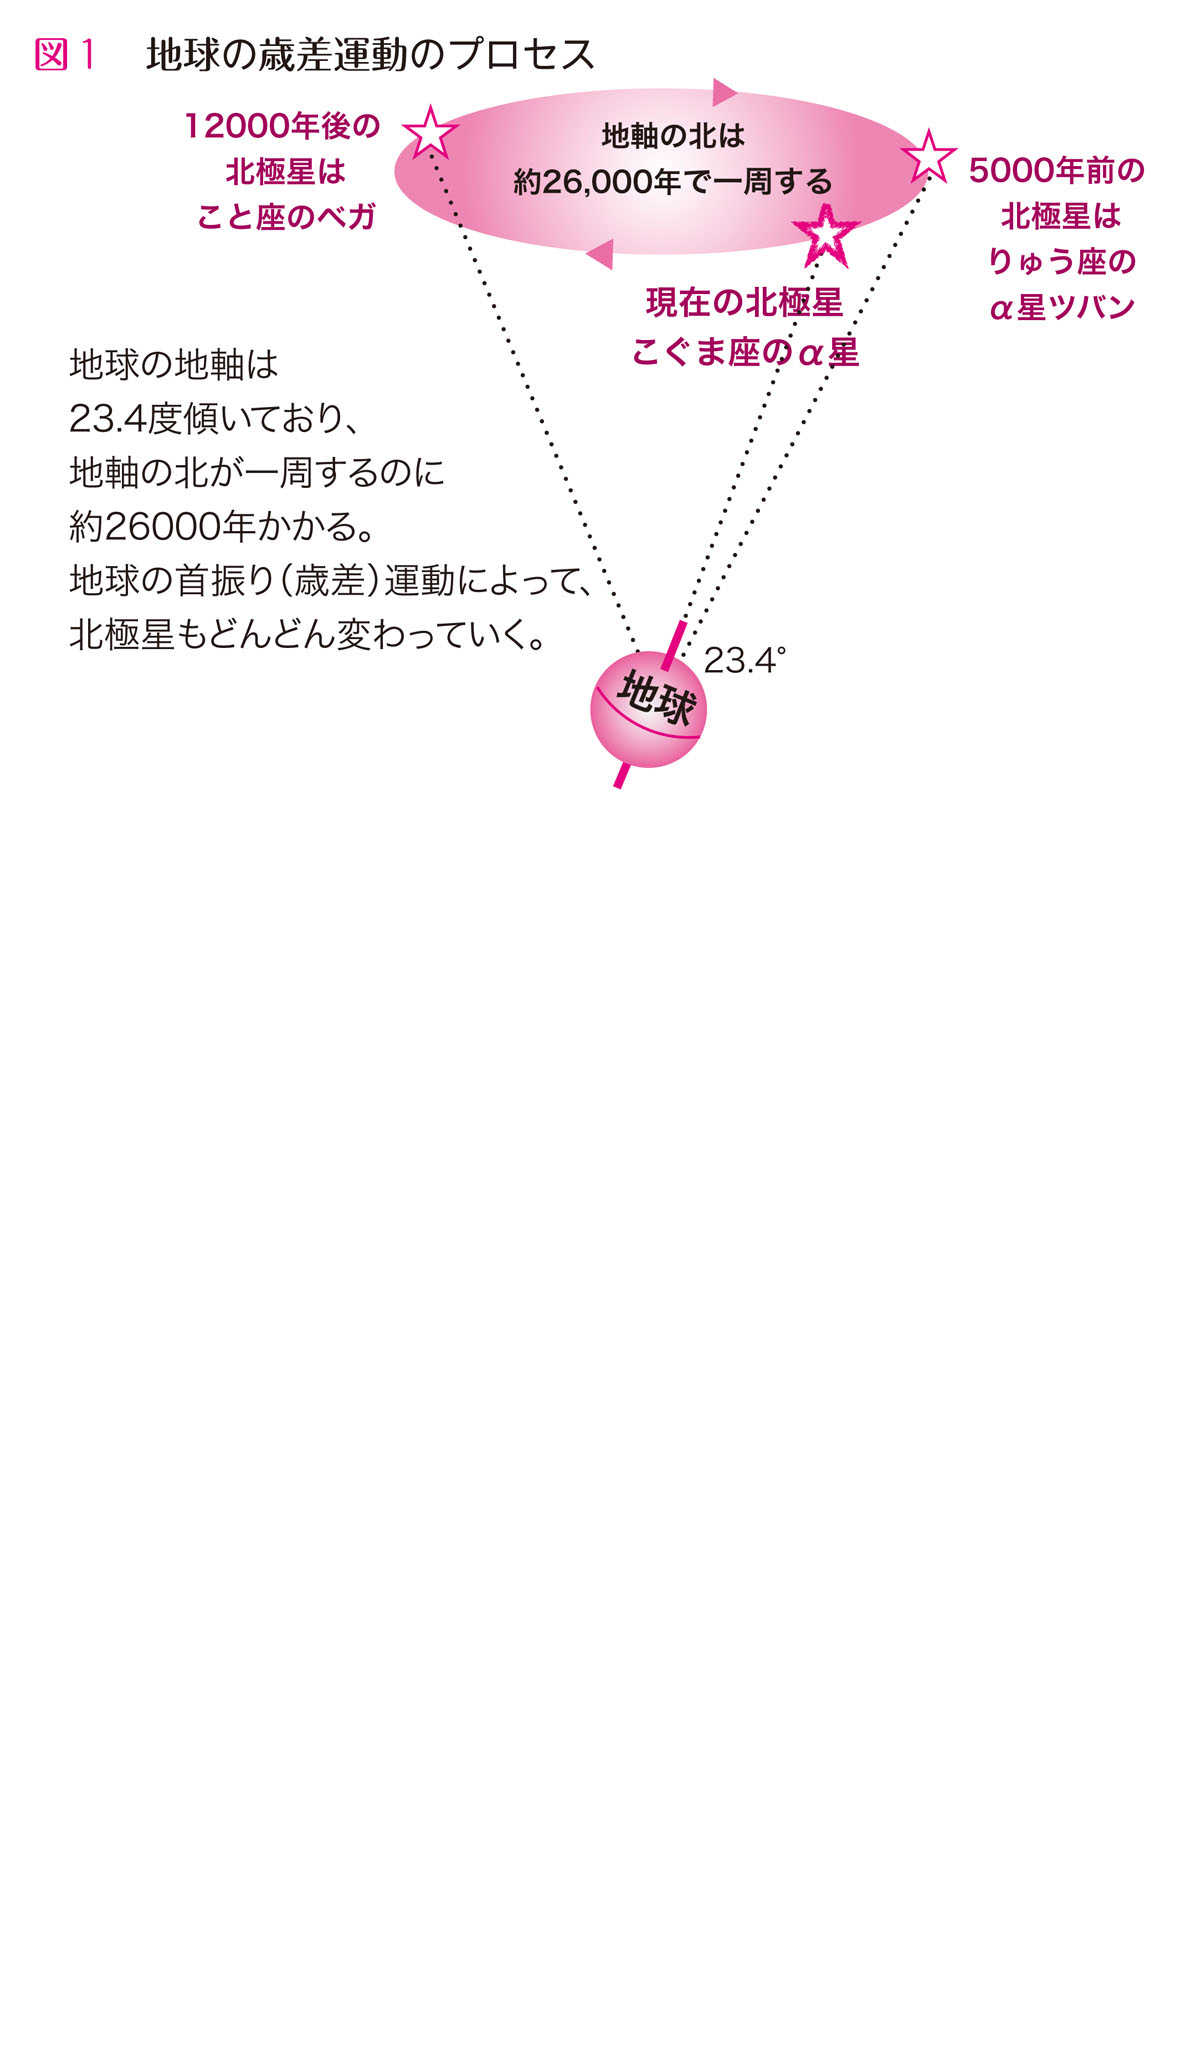 図1 地球の歳差運動のプロセス
12000年後の
北極星は
こと座のベガ
地軸の北は
約26,000年で一周する
5000年前の
北極星は
りゅう座の
α星ツバン
現在の北極星
こぐま座のα星
地球の地軸は
23.4度傾いており、
地軸の北が一周するのに
約26000年かかる。
地球の首振り(歳差)運動によって、
北極星もどんどん変わっていく。
23.4°
地球